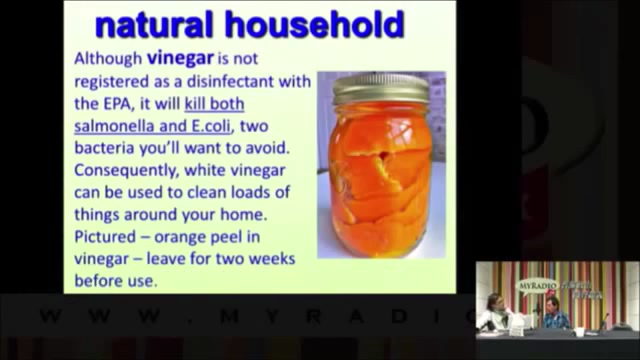 natural household
Although vinegar is not
registered as a disinfectant with
the EPA, it will kill both
salmonella and E.coli, two
bacteria you'll want to avoid.
Consequently, white vinegar
can be used to clean loads of
things around your home.
Pictured – orange peel in
vinegar – leave for two weeks
before use.
MYRADIO
WWW.MYRADIO